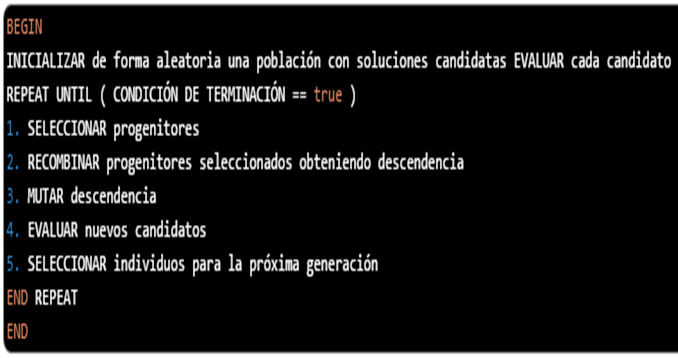 BEGIN
INICIALIZAR de forma aleatoria una población con soluciones candidatas EVALUAR cada candidato
REPEAT UNTIL ( CONDICIÓN DE TERMINACIÓN == true )
1. SELECCIONAR progenitores
2. RECOMBINAR progenitores seleccionados obteniendo descendencia
3. MUTAR descendencia
4. EVALUAR nuevos candidatos
5. SELECCIONAR individuos para la próxima generación
END REPEAT
END